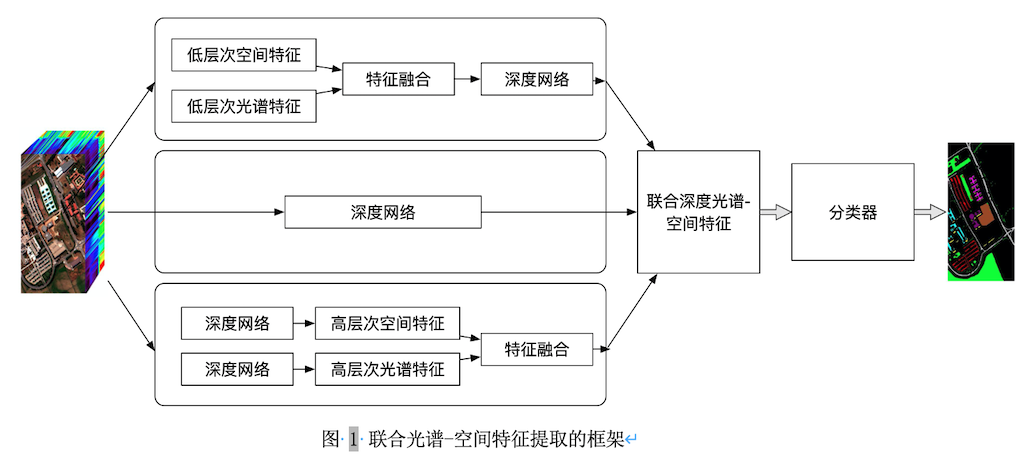 低层次空间特征
低层次光谱特征
特征融合
深度网络
深度网络
深度网络
高层次空间特征
深度网络
高层次光谱特征
特征融合
联合深度光谱-
空间特征
分类器
图 1 联合光谱-空间特征提取的框架